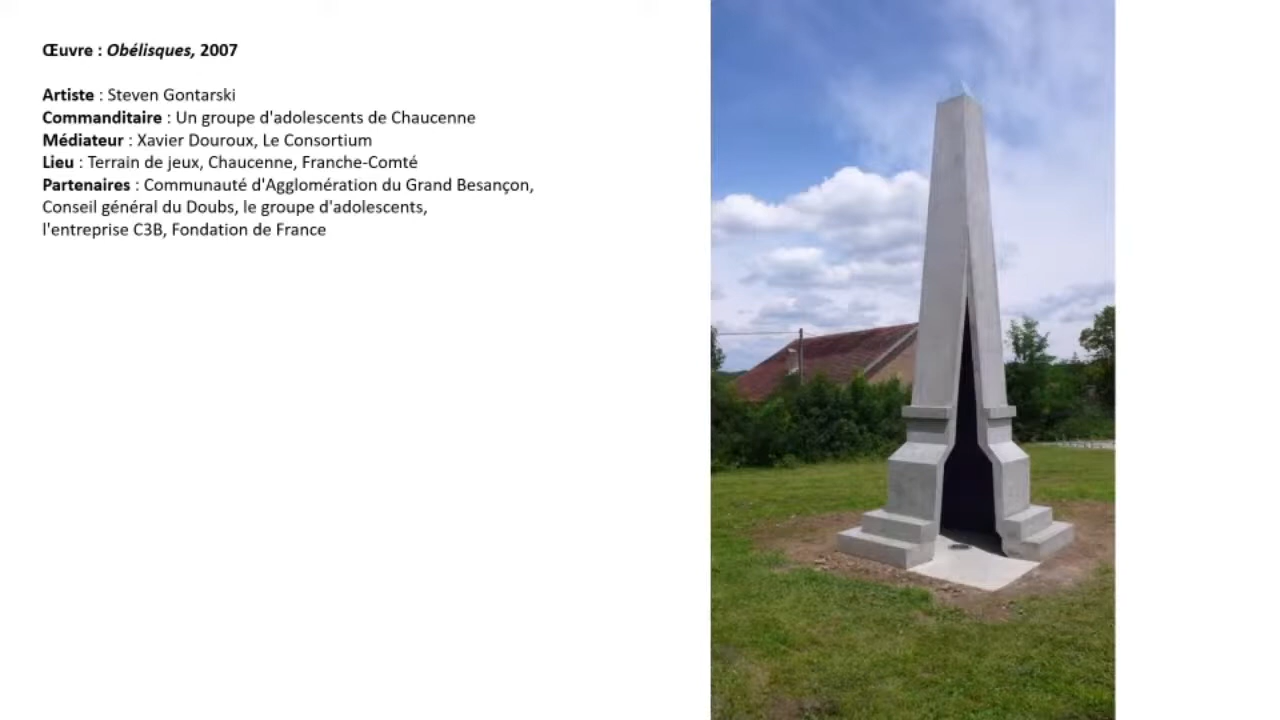 Œuvre : Obélisques, 2007
Artiste : Steven Gontarski
Commanditaire : Un groupe d'adolescents de Chaucenne
Médiateur : Xavier Douroux, Le Consortium
Lieu : Terrain de jeux, Chaucenne, Franche-Comté
Partenaires : Communauté d'Agglomération du Grand Besançon,
Conseil général du Doubs, le groupe d'adolescents,
l'entreprise C3B, Fondation de France